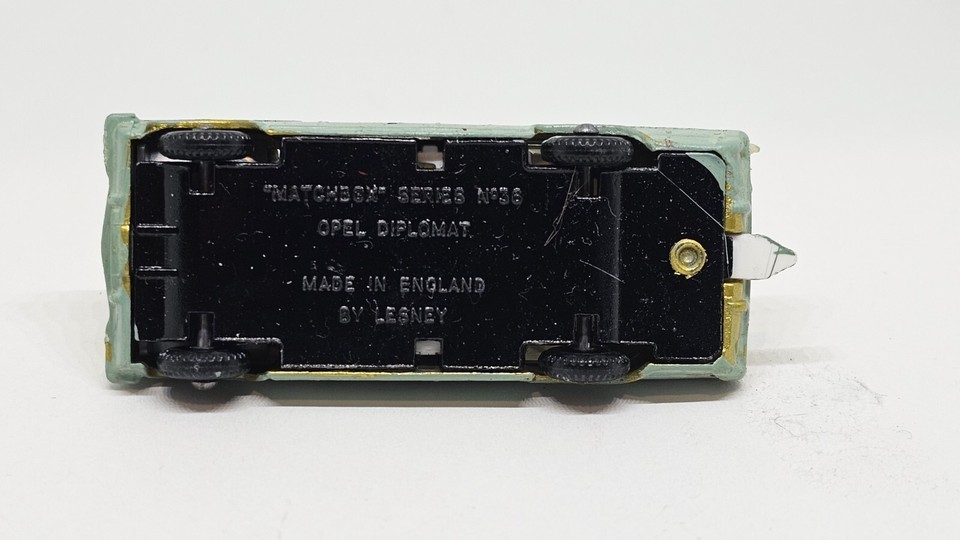 "MATCHBOX" SERIES Nº36
OPEL DIPLOMAT
MADE IN ENGLAND
BY LESNEY